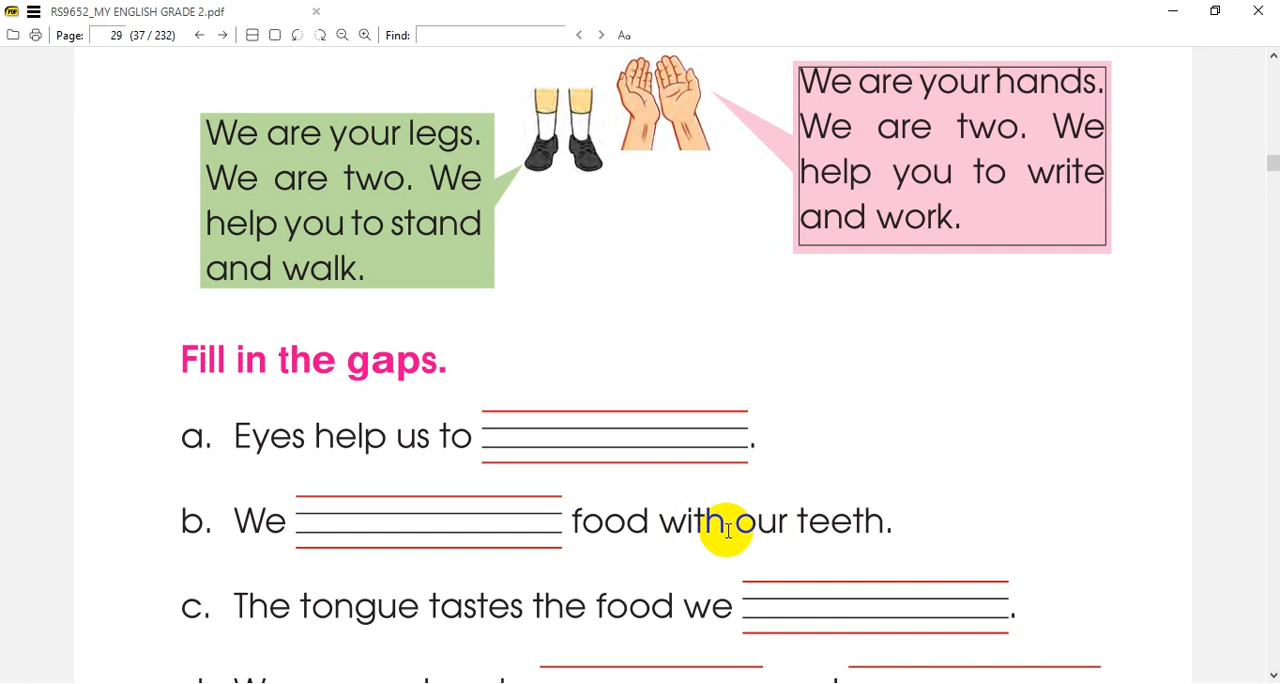 RS9652_MY ENGLISH GRADE 2.pdf
Page: 29 (37 / 232) Find: Aa
We are your legs.
We are two. We
help you to stand
and walk.
We are your hands.
We are two. We
help you to write
and work.
Fill in the gaps.
a. Eyes help us to .
b. We food with our teeth.
c. The tongue tastes the food we .